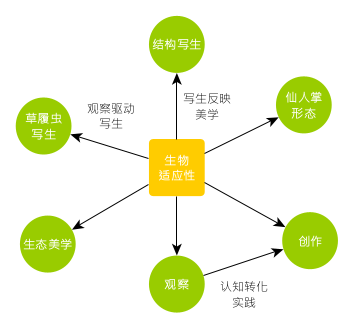 结构写生
写生反映
美学
仙人掌
形态
观察驱动
写生
草履虫
写生
生物
适应性
生态美学
创作
观察
认知转化
实践